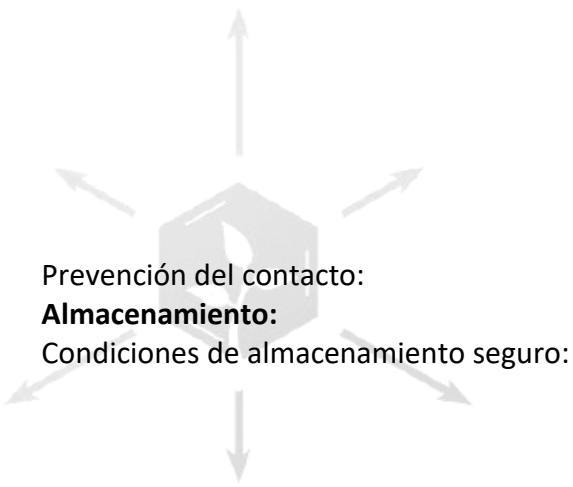 Prevención del contacto:
Almacenamiento:
Condiciones de almacenamiento seguro: